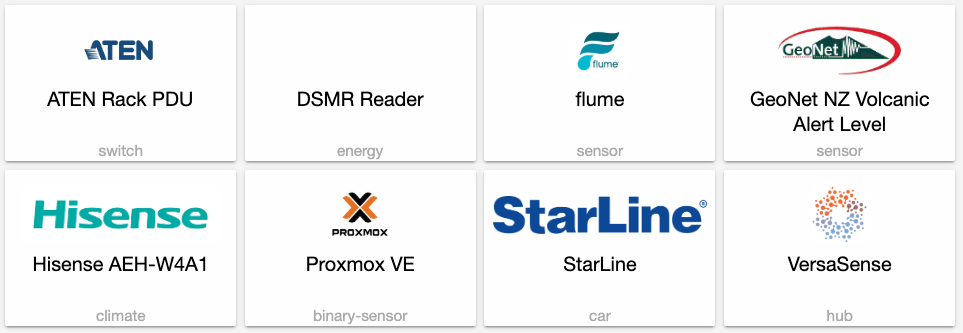 ATEN
ATEN Rack PDU
switch
DSMR Reader
energy
flume
flume
sensor
GeoNet
GeoNet NZ Volcanic
Alert Level
sensor
Hisense
Hisense AEH-W4A1
climate
PROXMOX
Proxmox VE
binary-sensor
StarLine®
StarLine
car
VersaSense
hub